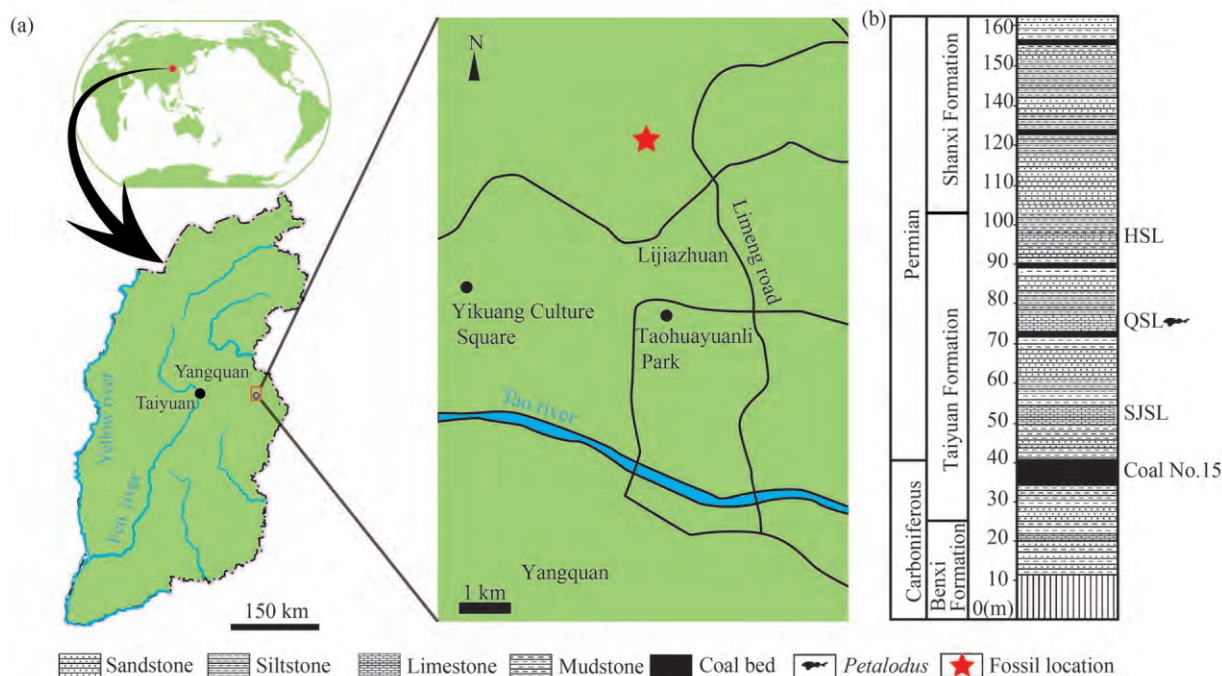 (a)
N
Lijiazhuan
Limeng road
Yikuang Culture
Square
Taohuayuanli
Park
Tao river
Yangquan
1 km
Yangquan
Taiyuan
Yellow river
Fen river
150 km
(b)
Permian
Carboniferous
Shanxi Formation
Taiyuan Formation
Benxi
Formation
160
150
140
120
110
100
90
80
70
60
50
40
30
20
10
0(m)
HSL
QSL
SJSL
Coal No.15
Sandstone
Siltstone
Limestone
Mudstone
Coal bed
Petalodus
Fossil location